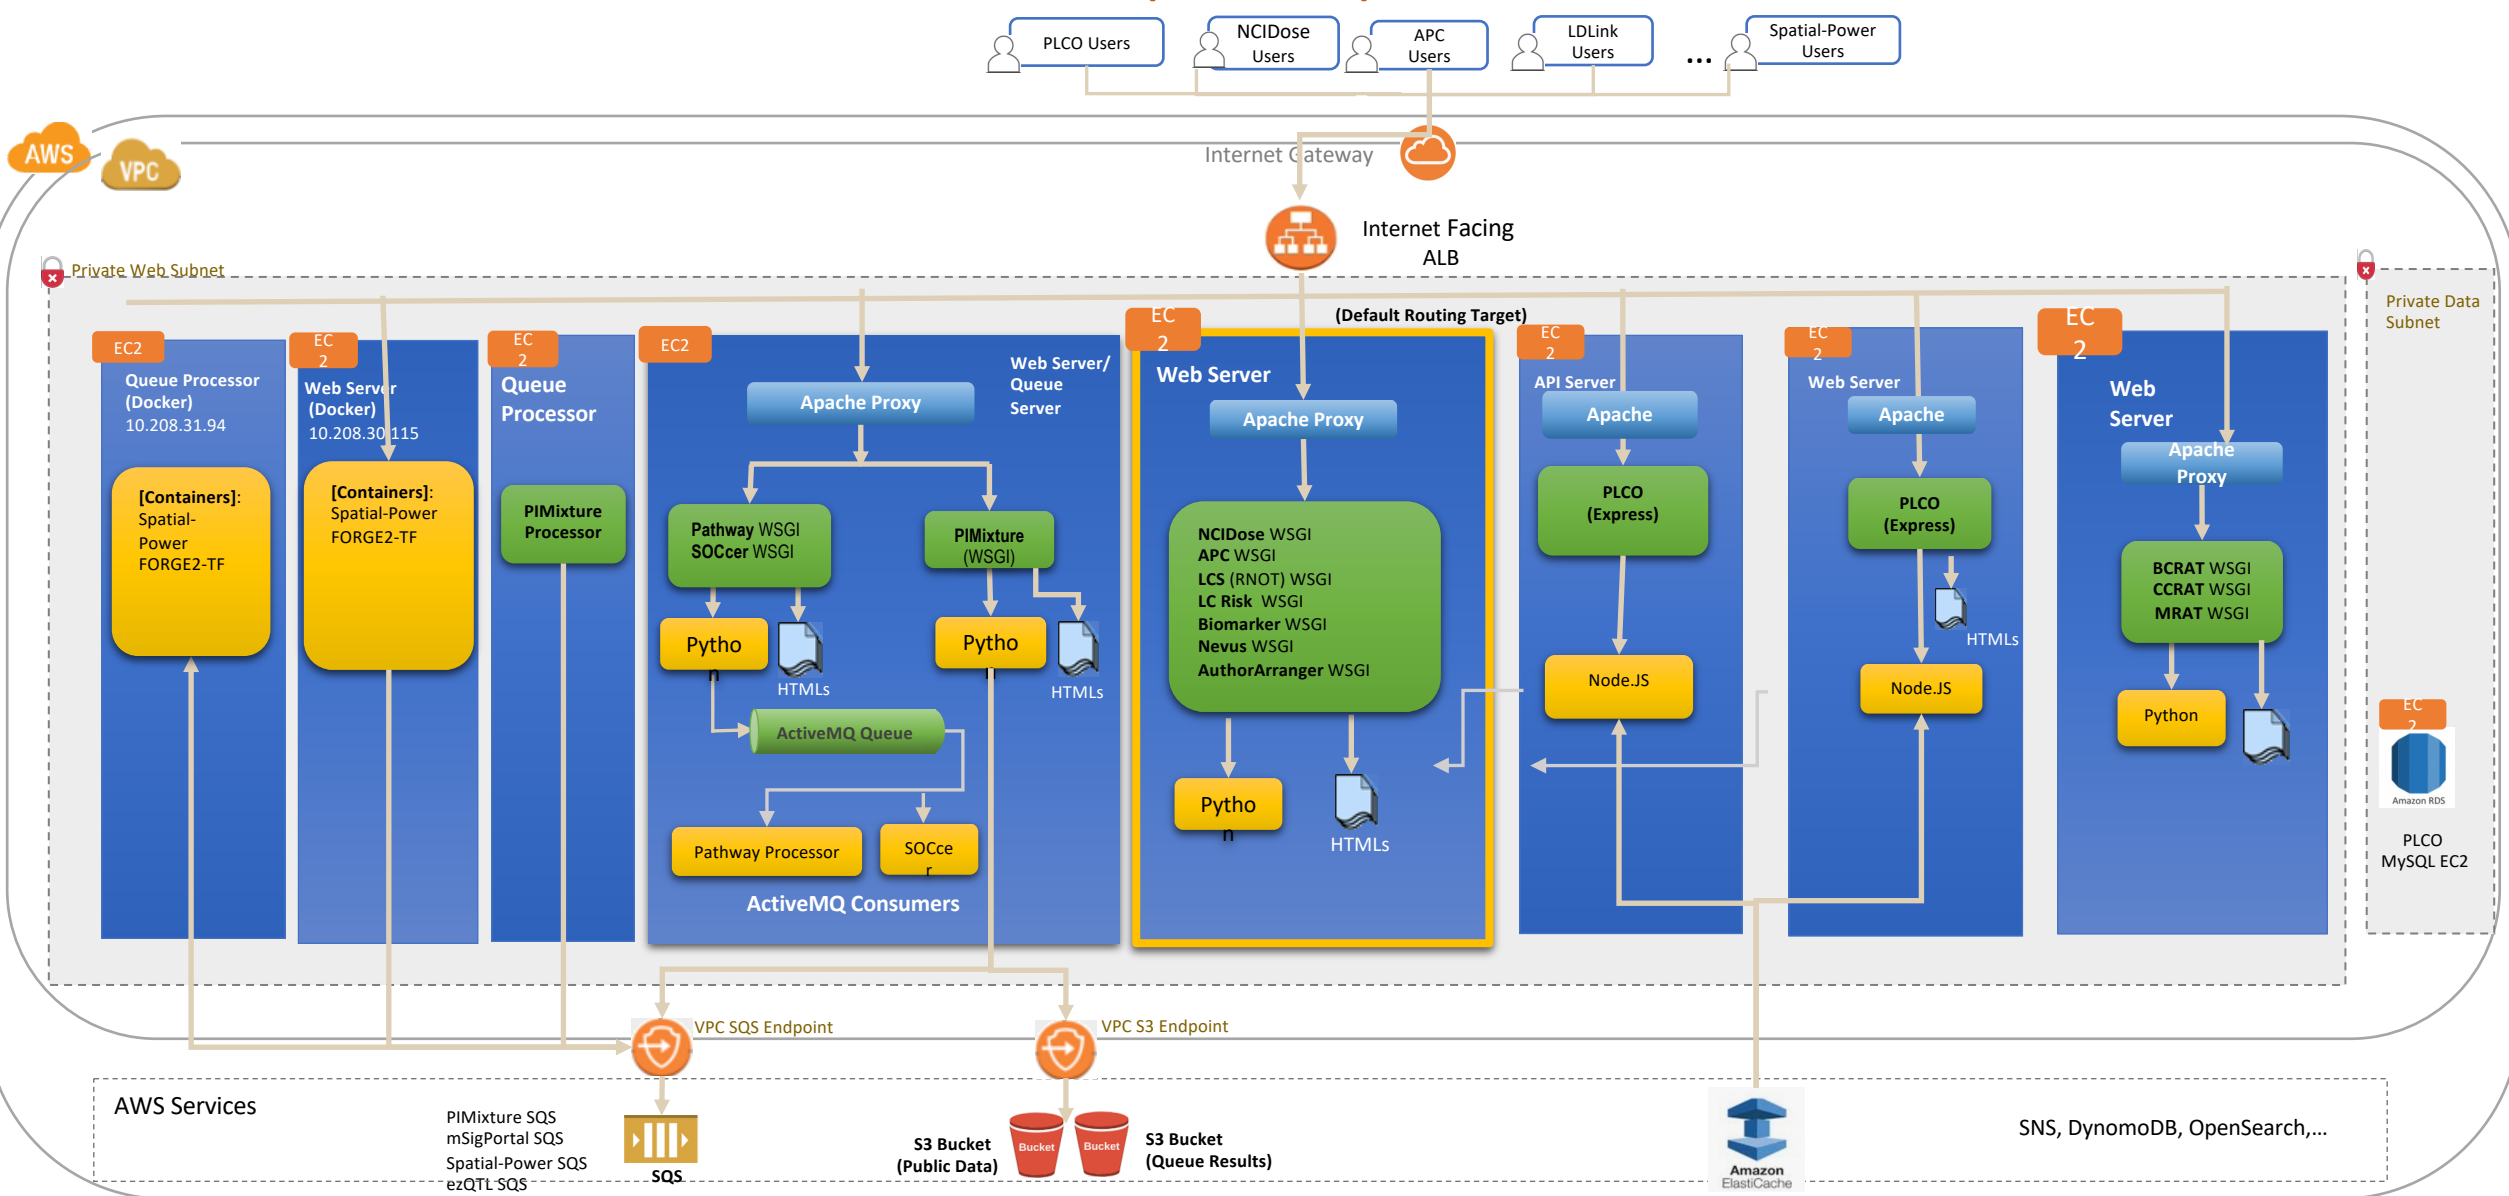 PLCO Users
NCIDose
Users
APC
Users
LDLink
Users
...
Spatial-Power
Users
AWS
VPC
Internet Gateway
Internet Facing
ALB
Private Web Subnet
(Default Routing Target)
Private Data
Subnet
EC2
Queue Processor
(Docker)
10.208.31.94
[Containers]:
Spatial-
Power
FORGE2-TF
EC
2
Web Server
(Docker)
10.208.30.115
[Containers]:
Spatial-Power
FORGE2-TF
EC
2
Queue
Processor
PIMixture
Processor
EC2
Web Server/
Queue
Server
Apache Proxy
Pathway WSGI
SOCcer WSGI
PIMixture
(WSGI)
Pytho
n
HTMLs
Pytho
n
HTMLs
ActiveMQ Queue
Pathway Processor
SOCce
r
ActiveMQ Consumers
EC
2
Web Server
Apache Proxy
NCIDose WSGI
APC WSGI
LCS (RNOT) WSGI
LC Risk WSGI
Biomarker WSGI
Nevus WSGI
AuthorArranger WSGI
Pytho
n
HTMLs
EC
2
API Server
Apache
PLCO
(Express)
Node.JS
EC
2
Web Server
Apache
PLCO
(Express)
HTMLs
Node.JS
EC
2
Web
Server
Apache
Proxy
BCRAT WSGI
CCRAT WSGI
MRAT WSGI
Python
EC
2
Amazon RDS
PLCO
MySQL EC2
VPC SQS Endpoint
VPC S3 Endpoint
AWS Services
PIMixture SQS
mSigPortal SQS
Spatial-Power SQS
ezQTL SQS
SQS
S3 Bucket
(Public Data)
Bucket
Bucket
S3 Bucket
(Queue Results)
Amazon
ElastiCache
SNS, DynomoDB, OpenSearch,...